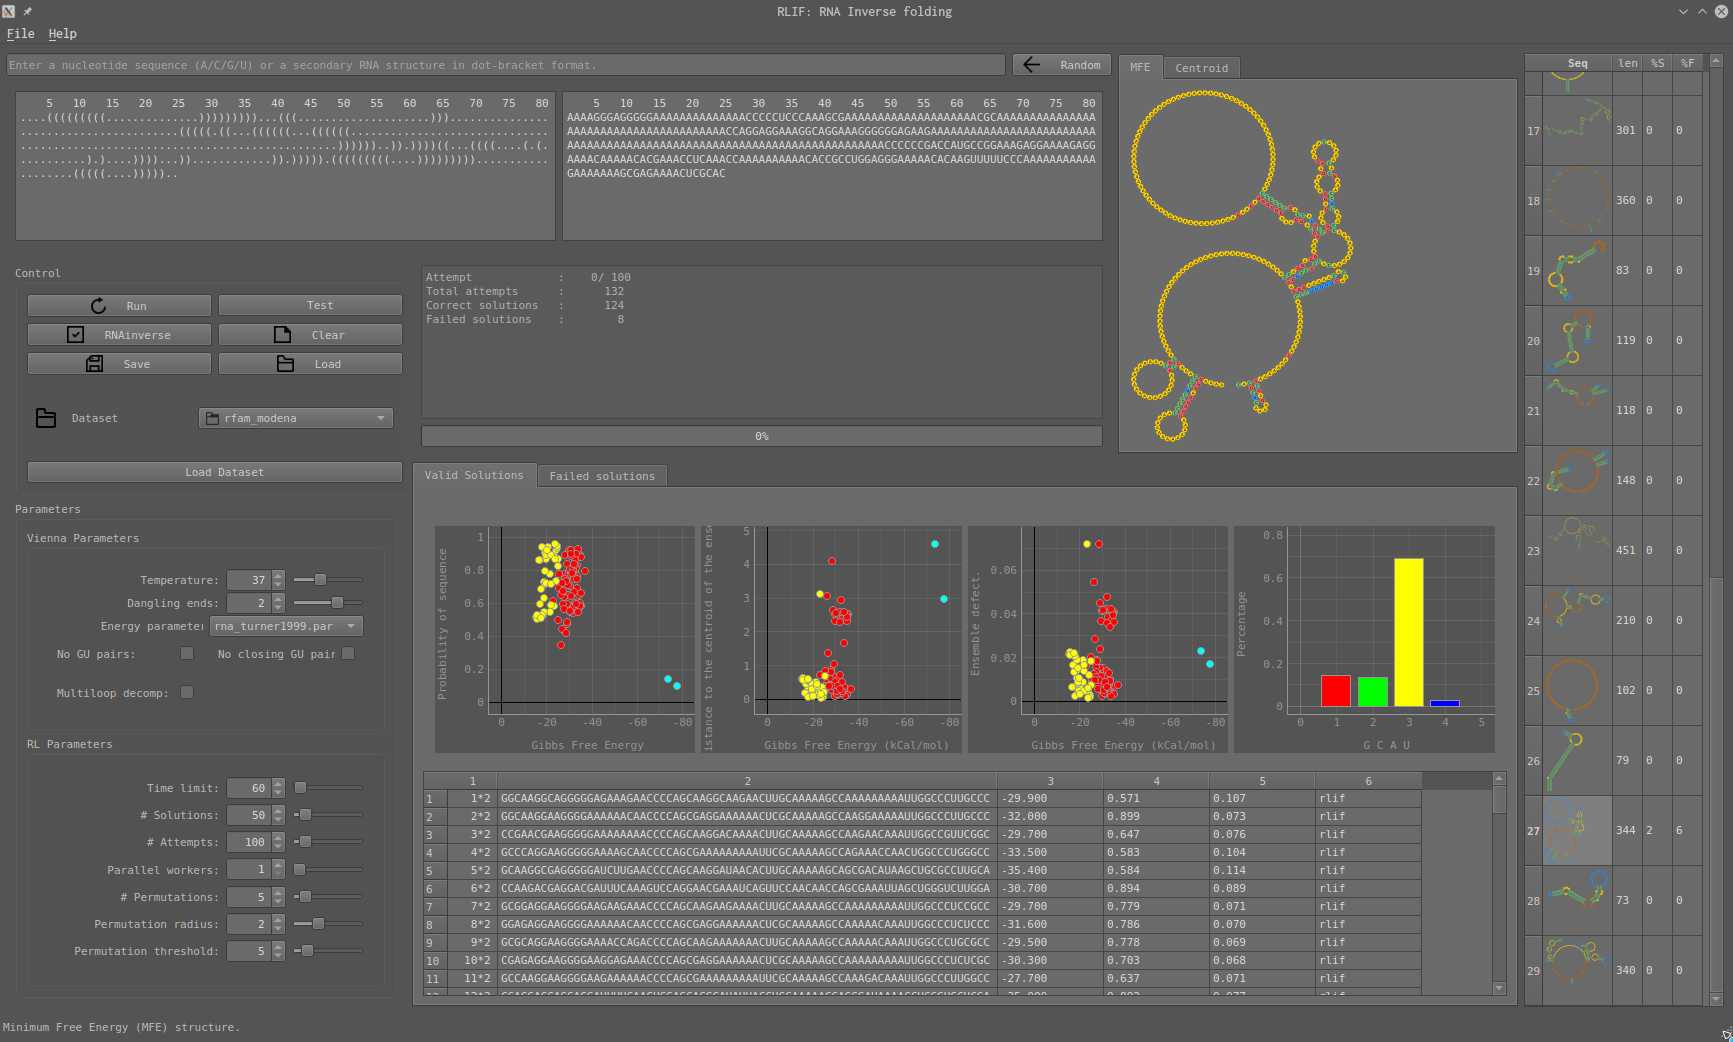 RLIF: RNA Inverse folding
File Help
Enter a nucleotide sequence (A/C/G/U) or a secondary RNA structure in dot-bracket format.
Random
5 10 15 20 25 30 35 40 45 50 55 60 65 70 75 80
5 10 15 20 25 30 35 40 45 50 55 60 65 70 75 80
GAAAAAAAGCGAGAAAACUCGCAC
MFE Centroid
Control
Run Test
RNAinverse Clear
Save Load
Dataset rfam_modena
Load Dataset
Attempt : 0/ 100
Total attempts : 132
Correct solutions : 124
Failed solutions : 8
0%
Parameters
Vienna Parameters
Temperature: 37
Dangling ends: 2
Energy parameter rna_turner1999.par
No GU pairs: No closing GU pair
Multiloop decomp:
RL Parameters
Time limit: 60
# Solutions: 50
# Attempts: 100
Parallel workers: 1
# Permutations: 5
Permutation radius: 2
Permutation threshold: 5
Valid Solutions Failed solutions
Probability of sequence
1
0.8
0.6
0.4
0.2
0
0 -20 -40 -60 -80
Gibbs Free Energy
istance to the centroid of the ens
5
4
3
2
1
0
0 -20 -40 -60 -80
Gibbs Free Energy (kCal/mol)
Ensemble defect.
0.06
0.04
0.02
0
0 -20 -40 -60 -80
Gibbs Free Energy (kCal/mol)
Percentage
0.8
0.6
0.4
0.2
0
0 1 2 3 4 5
G C A U
1 2 3 4 5 6
1 1*2 GGCAAGGCAGGGGGAGAAAGAACCCCAGCAAGGCAAGAACUUGCAAAAAGCCAAAAAAAAAUUGGCCCUUGCCC -29.900 0.571 0.107 rlif
2 2*2 GGCAAGGAAGGGGAAAAAACAACCCCAGCGAGGAAAAAACUCGCAAAAAGCCAAGGAAAAAUUGGCCCUUGCCC -32.000 0.899 0.073 rlif
3 3*2 CCGAACGAAGGGGGAAAAAAAAACCCCAGCAAGGACAAAACUUGCAAAAAGCCAAGAACAAAUUGGCCGUUCGGC -29.700 0.647 0.076 rlif
4 4*2 GCCCAGGAAGGGGGAAAAGCAACCCCAGCGAAAAAAAAAUUCGCAAAAAGCCAGAAACCAACUGGCCCUGGGCC -33.500 0.583 0.104 rlif
5 5*2 GCAAGGCGAGGGGGAUCUUGAACCCCAGCAAGGAUAACACUUGCAAAAAGCAGCGACAUAAGCUGCGCCUUGCA -35.400 0.584 0.114 rlif
6 6*2 CCAAGACGAGGACGAUUUCAAAGUCCAGGAACGAAAUCAGUUCCAACAACCAGCGAAAUUAGCUGGGUCUUGGA -30.700 0.894 0.089 rlif
7 7*2 GCGGAGGAAGGGGAAGAAGAAACCCCAGCAAGAAGAAAACUUGCAAAAAGCCAAAAAAAAAUUGGCCCUCCGCC -29.700 0.779 0.071 rlif
8 8*2 GGAGAGGAAGGGGAAAAAACAACCCCAGCGAGGAAAAAACUCGCAAAAAGCCAAAAACAAAUUGGCCCUCUCCC -31.600 0.786 0.070 rlif
9 9*2 GCGCAGGAAGGGGAAAACCAGACCCCAGCAAGAAAAAAACUUGCAAAAAGCCAAAAACAAAUUGGCCCUGCGCC -29.500 0.778 0.069 rlif
10 10*2 CGAGAGGAAGGGGAAGGAGAAACCCCAGCGAGGAAAAAACUCGCAAAAAGCCAAAAAAAAAUUGGCCCUCUCGC -30.300 0.703 0.068 rlif
11 11*2 GCCAAGGAAGGGGAAGAAAAAACCCCAGCGAAAAAAAAAUUCGCAAAAAGCCAAAGACAAAUUGGCCCUUGGCC -27.700 0.637 0.071 rlif
Seq len %S %F
17 301 0 0
18 360 0 0
19 83 0 0
20 119 0 0
21 118 0 0
22 148 0 0
23 451 0 0
24 210 0 0
25 102 0 0
26 79 0 0
27 344 2 6
28 73 0 0
29 340 0 0
Minimum Free Energy (MFE) structure.